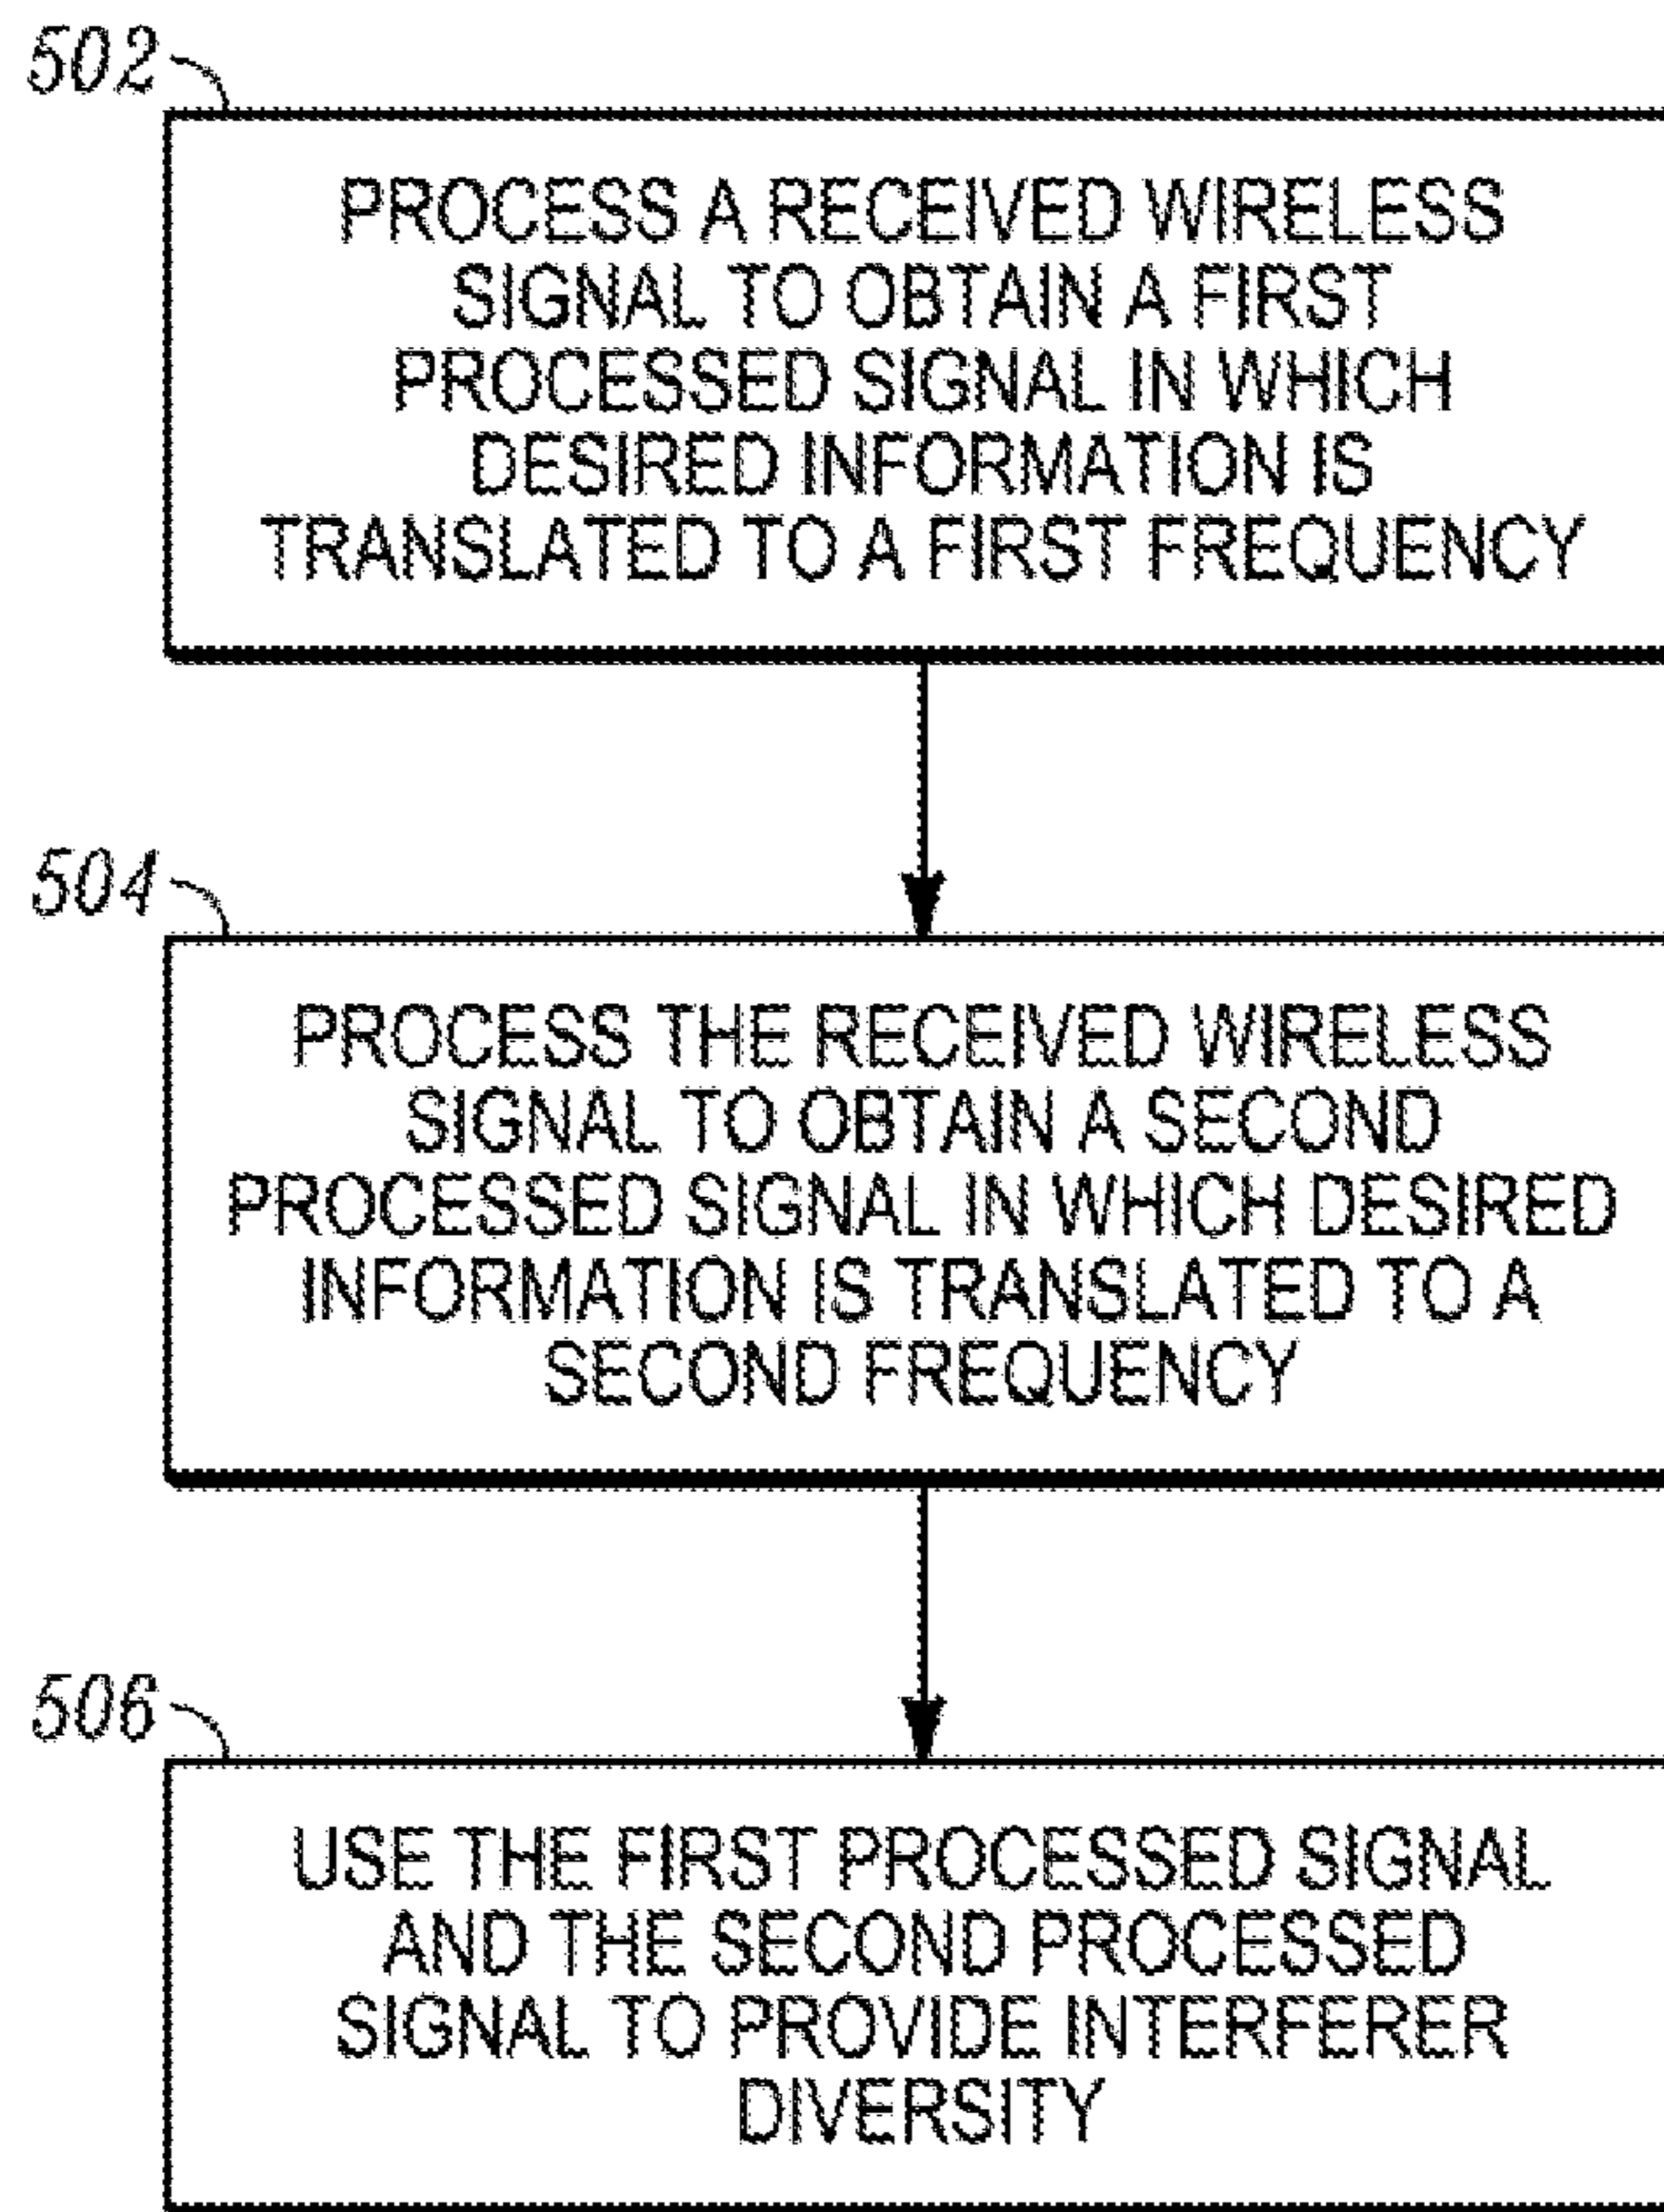 502
PROCESS A RECEIVED WIRELESS
SIGNAL TO OBTAIN A FIRST
PROCESSED SIGNAL IN WHICH
DESIRED INFORMATION IS
TRANSLATED TO A FIRST FREQUENCY
504
PROCESS THE RECEIVED WIRELESS
SIGNAL TO OBTAIN A SECOND
PROCESSED SIGNAL IN WHICH DESIRED
INFORMATION IS TRANSLATED TO A
SECOND FREQUENCY
506
USE THE FIRST PROCESSED SIGNAL
AND THE SECOND PROCESSED
SIGNAL TO PROVIDE INTERFERER
DIVERSITY